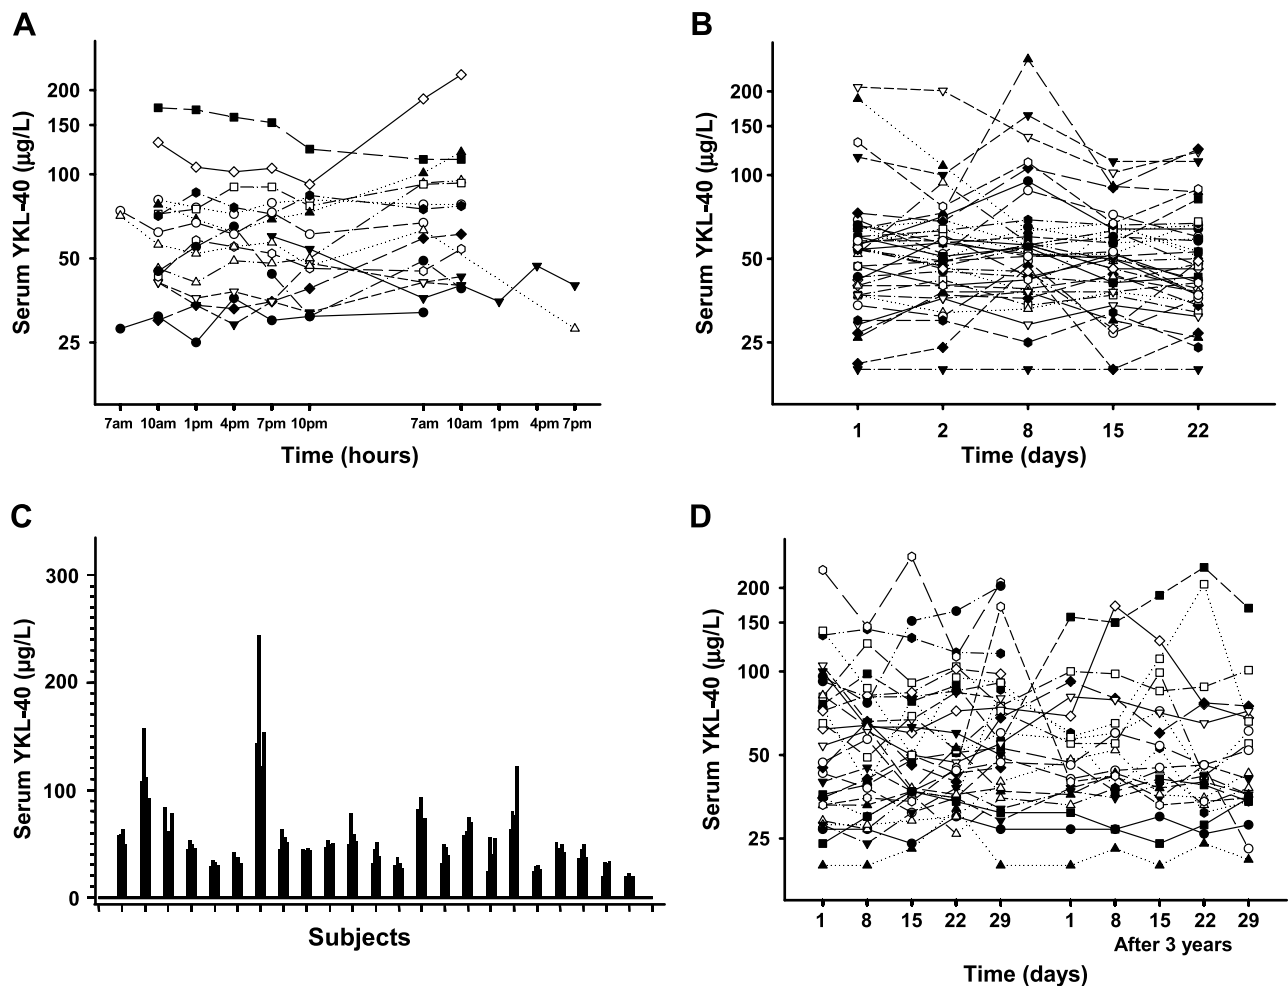 A
Serum YKL-40 (µg/L)
200
150
100
50
25
7am 10am 1pm 4pm 7pm 10pm 7am 10am 1pm 4pm 7pm
Time (hours)
B
Serum YKL-40 (µg/L)
200
150
100
50
25
1 2 8 15 22
Time (days)
C
Serum YKL-40 (µg/L)
300
200
100
0
Subjects
D
Serum YKL-40 (µg/L)
200
150
100
50
25
1 8 15 22 29 1 8 15 22 29
After 3 years
Time (days)